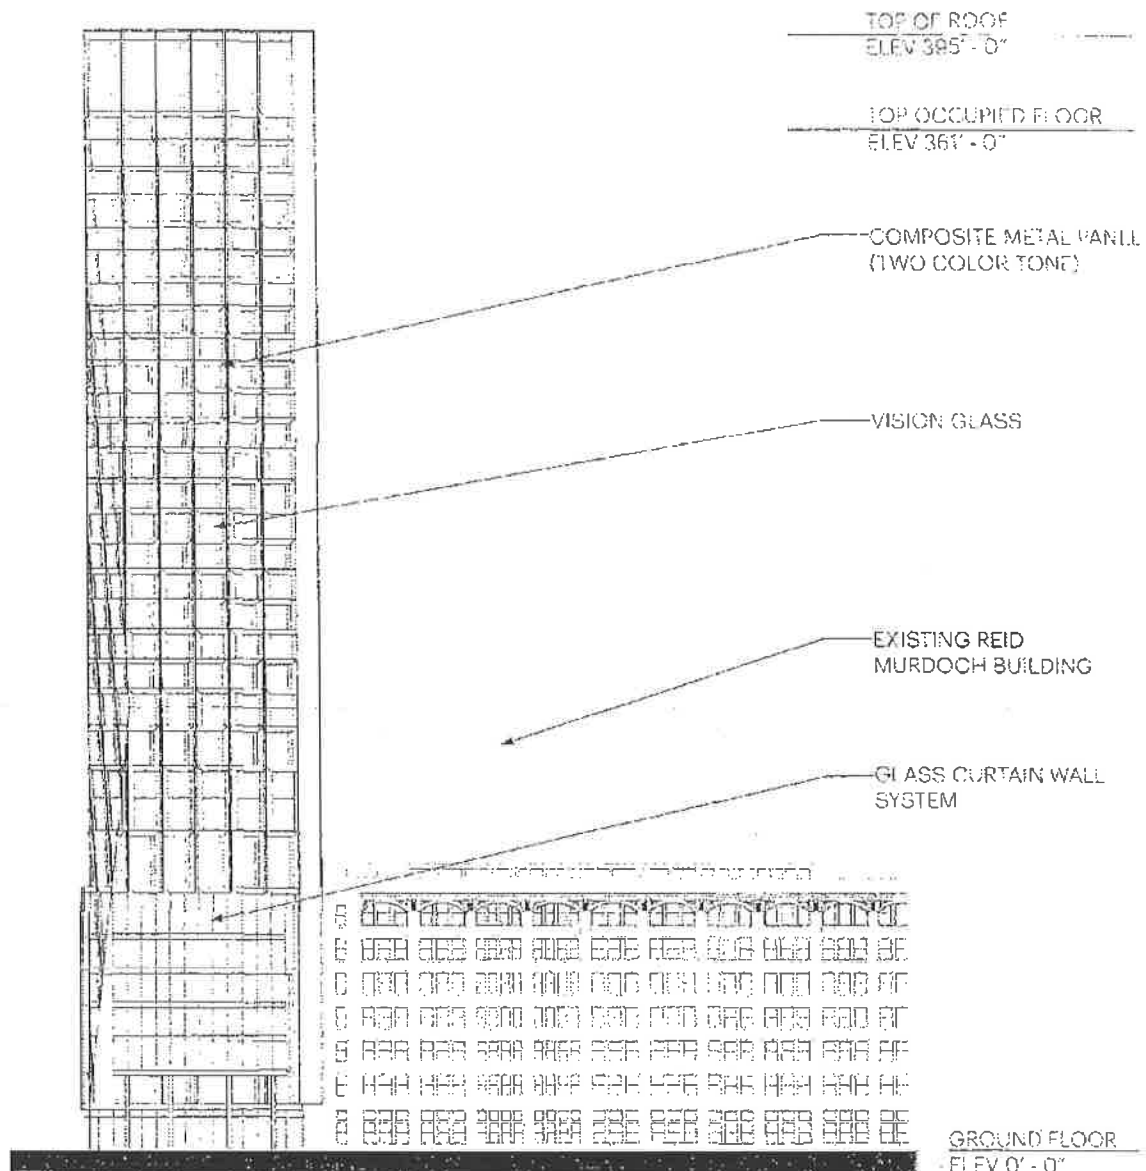 TOP OF ROOF
ELEV 395' - 0"
TOP OCCUPIED FLOOR
ELEV 361' - 0"
COMPOSITE METAL PANEL
(TWO COLOR TONE)
VISION GLASS
EXISTING REID
MURDOCH BUILDING
GLASS CURTAIN WALL
SYSTEM
GROUND FLOOR
ELEV 0' - 0"